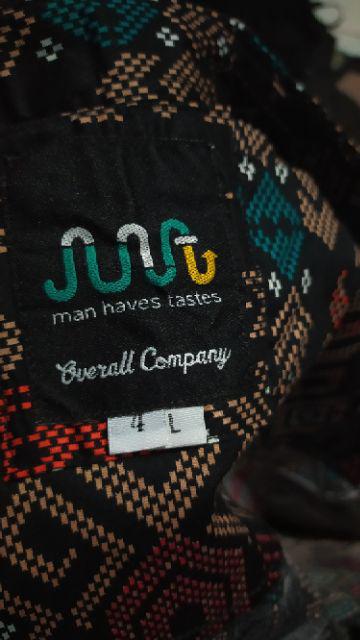 man haves tastes
Overall Company
4 L